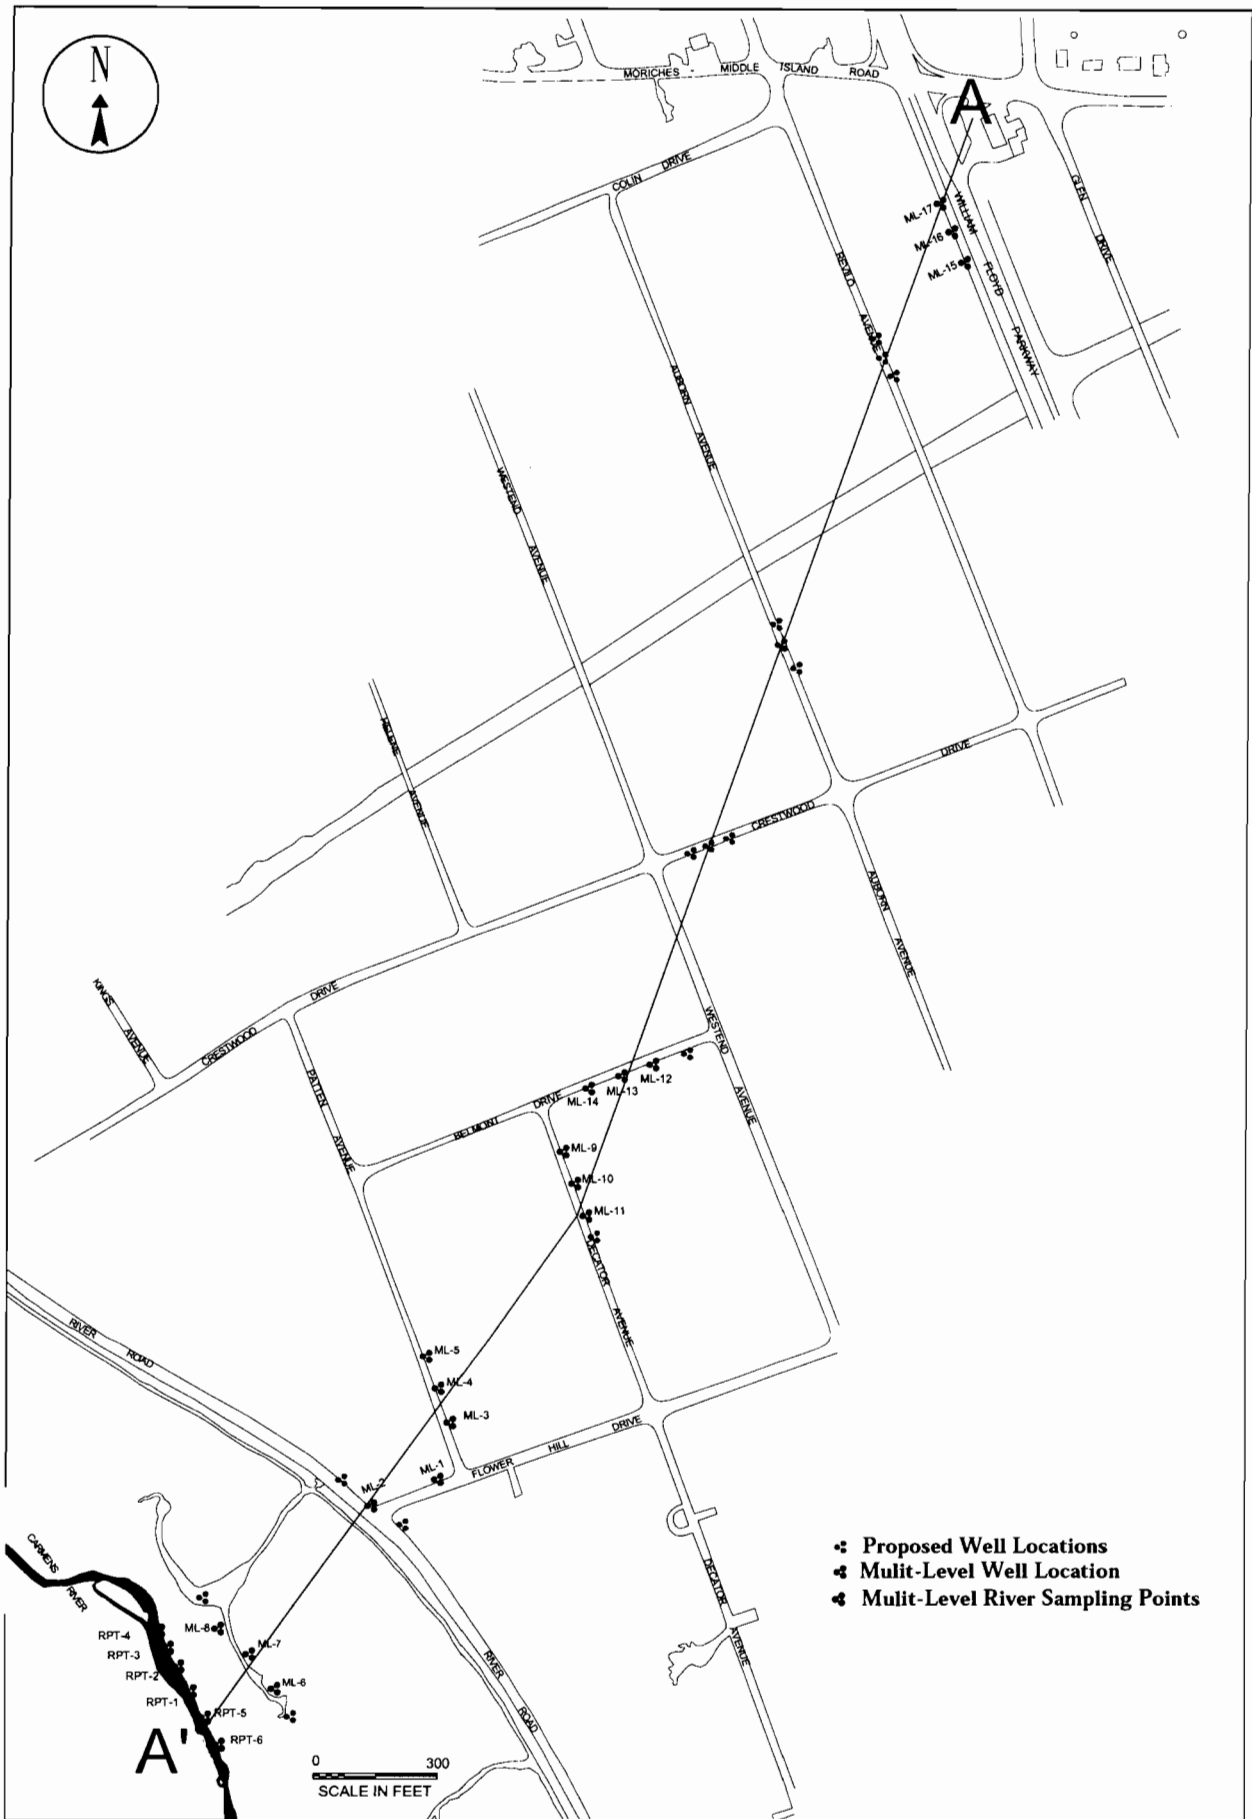 N
MORICHES - MIDDLE ISLAND ROAD
A
COLIN DRIVE
GLEN DRIVE
WILLIAM FLOYD PARKWAY
ML-17
ML-16
ML-15
REVILO AVENUE
AUBORN AVENUE
WESTEND AVENUE
HELENE AVENUE
DRIVE
CRESTWOOD
AUBORN AVENUE
KINGS AVENUE
CRESTWOOD DRIVE
WESTEND AVENUE
PATTEN AVENUE
BELMONT DRIVE
ML-12
ML-13
ML-14
ML-9
ML-10
ML-11
DECATOR AVENUE
RIVER ROAD
ML-5
ML-4
ML-3
ML-1
ML-2
FLOWER HILL DRIVE
CARMENS RIVER
DECATOR AVENUE
RIVER ROAD
ML-8
ML-7
ML-6
RPT-4
RPT-3
RPT-2
RPT-1
RPT-5
RPT-6
A'
0 300
SCALE IN FEET
Proposed Well Locations
Mulit-Level Well Location
Mulit-Level River Sampling Points